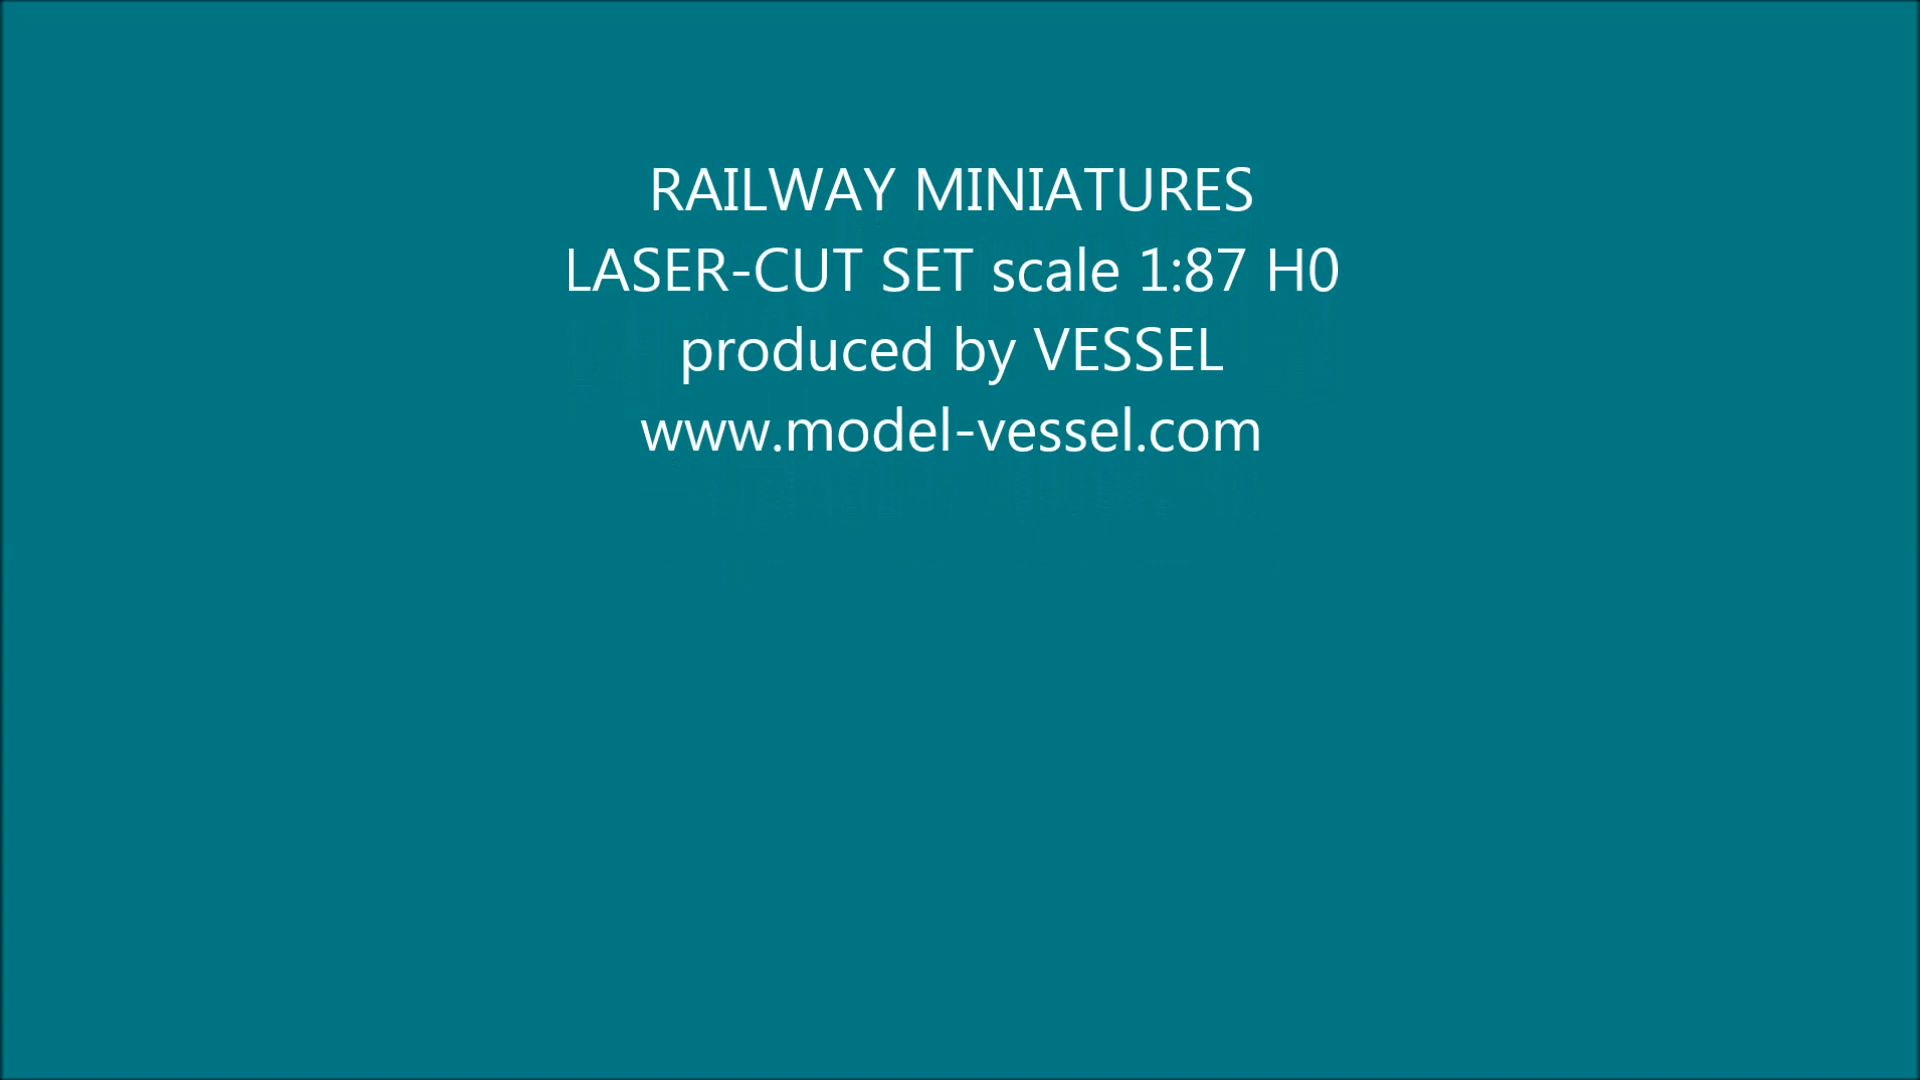 RAILWAY MINIATURES
LASER-CUT SET scale 1:87 H0
produced by VESSEL
www.model-vessel.com